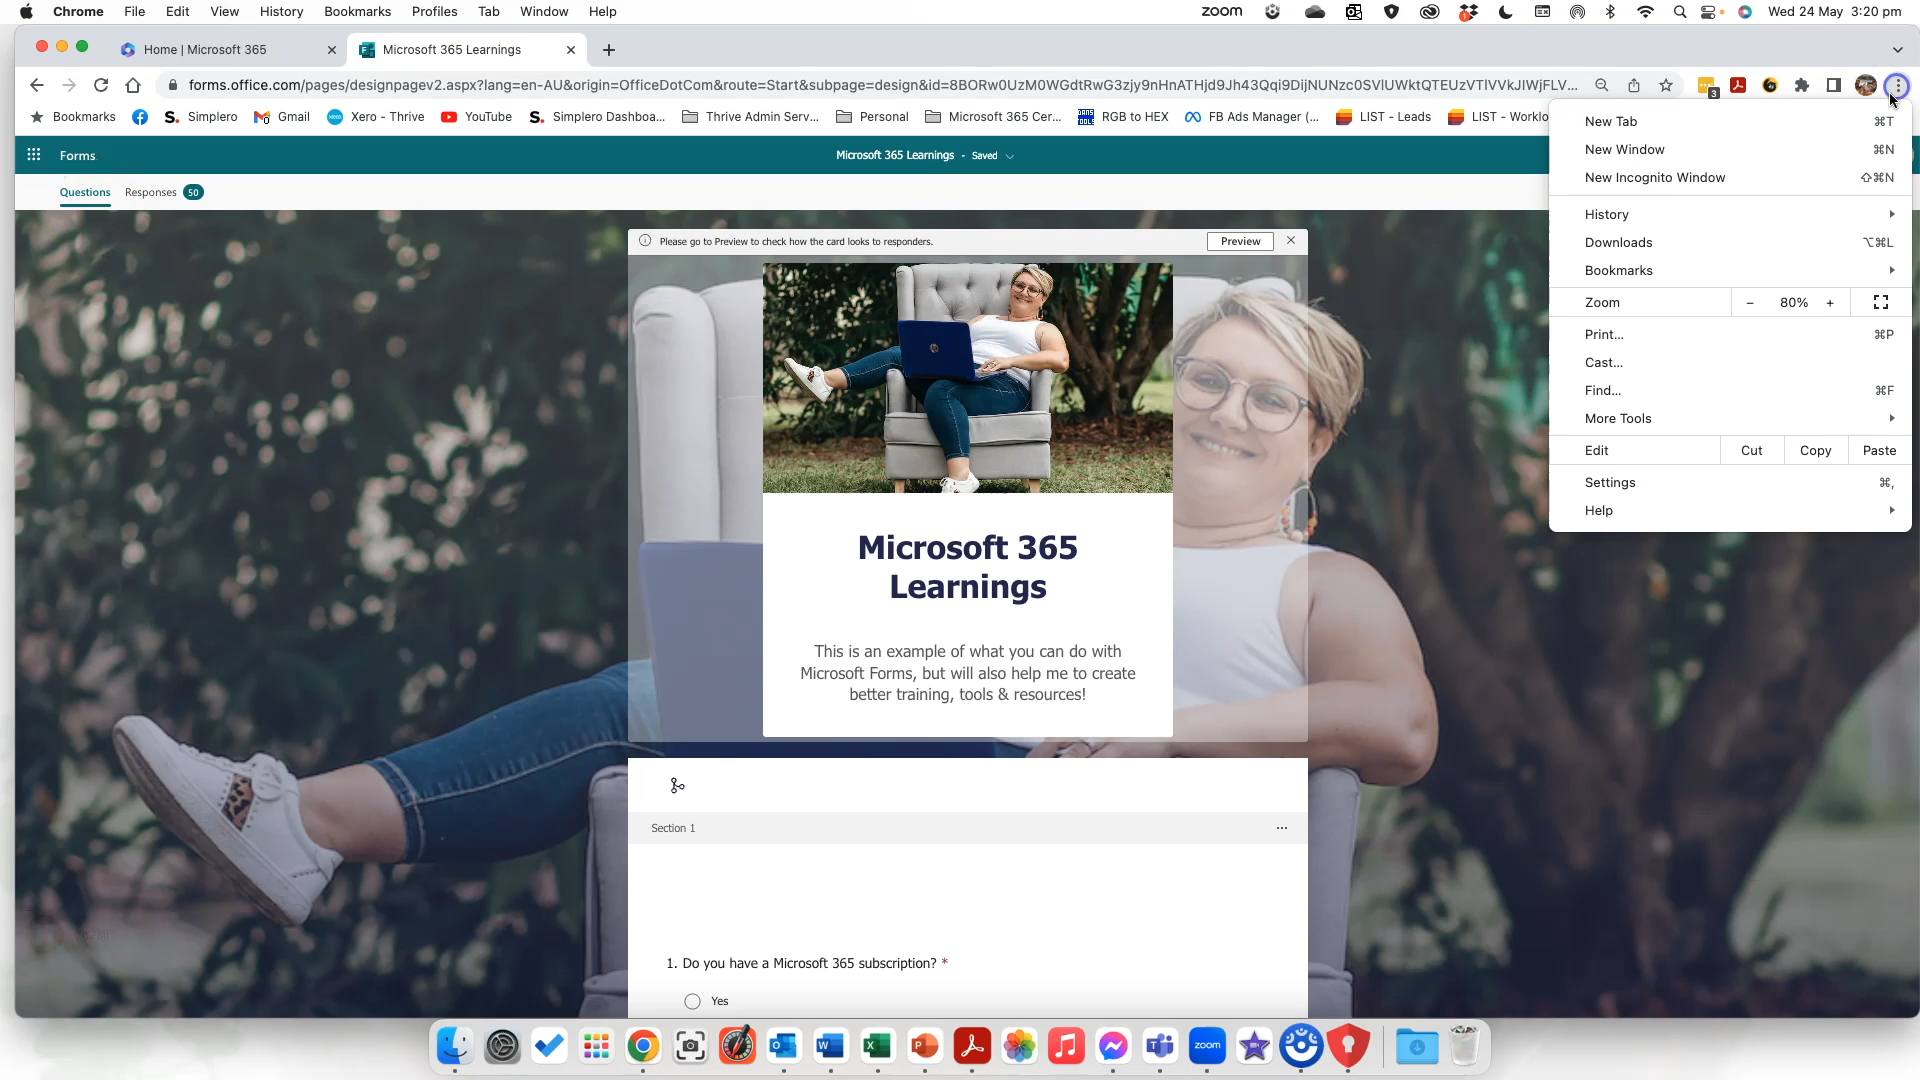 Chrome File Edit View History Bookmarks Profiles Tab Window Help zoom 1 Wed 24 May 3:20 pm
Home | Microsoft 365 Microsoft 365 Learnings
forms.office.com/pages/designpagev2.aspx?lang=en-AU&origin=OfficeDotCom&route=Start&subpage=design&id=8BORw0UzM0WGdtRwG3zjy9nHnATHjd9Jh43Qqi9DijNUNzc0SVlUWktQTEUzVTlVVkJIWjFLV... 3
Bookmarks Simplero Gmail Xero - Thrive YouTube Simplero Dashboa... Thrive Admin Serv... Personal Microsoft 365 Cer... RGB to HEX FB Ads Manager (... LIST - Leads LIST - Worklo
Forms Microsoft 365 Learnings - Saved
Questions Responses 50
Please go to Preview to check how the card looks to responders. Preview
Microsoft 365
Learnings
This is an example of what you can do with
Microsoft Forms, but will also help me to create
better training, tools & resources!
Section 1 ...
1. Do you have a Microsoft 365 subscription? *
Yes
New Tab ⌘T
New Window ⌘N
New Incognito Window ⇧⌘N
History
Downloads ⌥⌘L
Bookmarks
Zoom - 80% +
Print... ⌘P
Cast...
Find... ⌘F
More Tools
Edit Cut Copy Paste
Settings ⌘,
Help
zoom